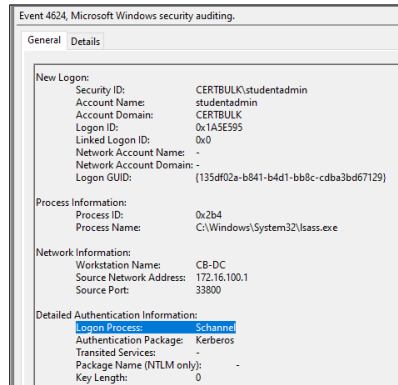 Event 4624, Microsoft Windows security auditing.
General Details
New Logon:
Security ID: CERTBULK\studentadmin
Account Name: studentadmin
Account Domain: CERTBULK
Logon ID: 0x1A5E595
Linked Logon ID: 0x0
Network Account Name: -
Network Account Domain: -
Logon GUID: {135df02a-b841-b4d1-bb8c-cdba3bd67129}
Process Information:
Process ID: 0x2b4
Process Name: C:\Windows\System32\lsass.exe
Network Information:
Workstation Name: CB-DC
Source Network Address: 172.16.100.1
Source Port: 33800
Detailed Authentication Information:
Logon Process: Schannel
Authentication Package: Kerberos
Transited Services: -
Package Name (NTLM only): -
Key Length: 0